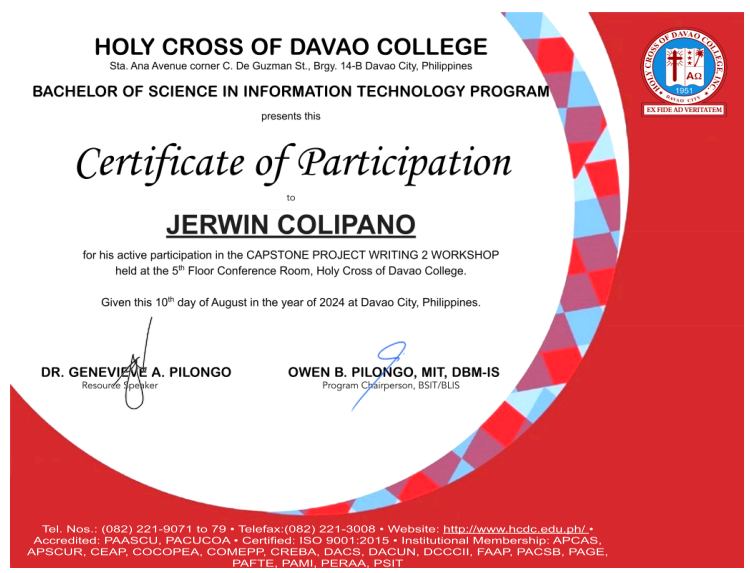 HOLY CROSS OF DAVAO COLLEGE
Sta. Ana Avenue corner C. De Guzman St., Brgy. 14-B Davao City, Philippines
BACHELOR OF SCIENCE IN INFORMATION TECHNOLOGY PROGRAM
presents this
Certificate of Participation
to
JERWIN COLIPANO
for his active participation in the CAPSTONE PROJECT WRITING 2 WORKSHOP
held at the 5th Floor Conference Room, Holy Cross of Davao College.
Given this 10th day of August in the year of 2024 at Davao City, Philippines.
DR. GENEVIEVE A. PILONGO
Resource Speaker
OWEN B. PILONGO, MIT, DBM-IS
Program Chairperson, BSIT/BLIS
HOLY CROSS OF DAVAO COLLEGE, INC.
ΑΩ
1951
DAVAO CITY
EX FIDE AD VERITATEM
Tel. Nos.: (082) 221-9071 to 79 • Telefax:(082) 221-3008 • Website: http://www.hcdc.edu.ph/ •
Accredited: PAASCU, PACUCOA • Certified: ISO 9001:2015 • Institutional Membership: APCAS,
APSCUR, CEAP, COCOPEA, COMEPP, CREBA, DACS, DACUN, DCCCII, FAAP, PACSB, PAGE,
PAFTE, PAMI, PERAA, PSIT